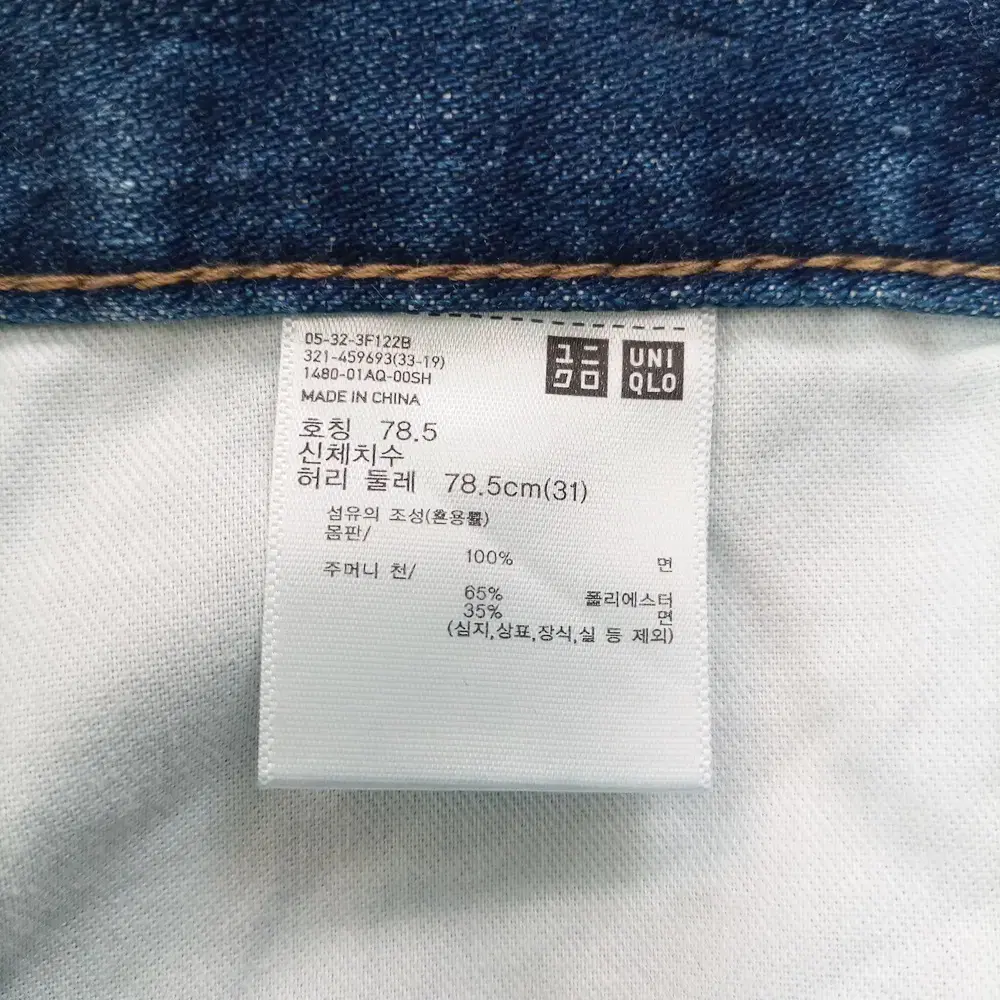 05-32-3F122B
321-459693(33-19)
1480-01AQ-00SH
MADE IN CHINA
ユニ
クロ
UNI
QLO
호칭 78.5
신체치수
허리 둘레 78.5cm(31)
섬유의 조성(혼용률)
몸판/
100% 면
주머니 천/
65% 폴리에스터
35% 면
(심지,상표,장식,실 등 제외)